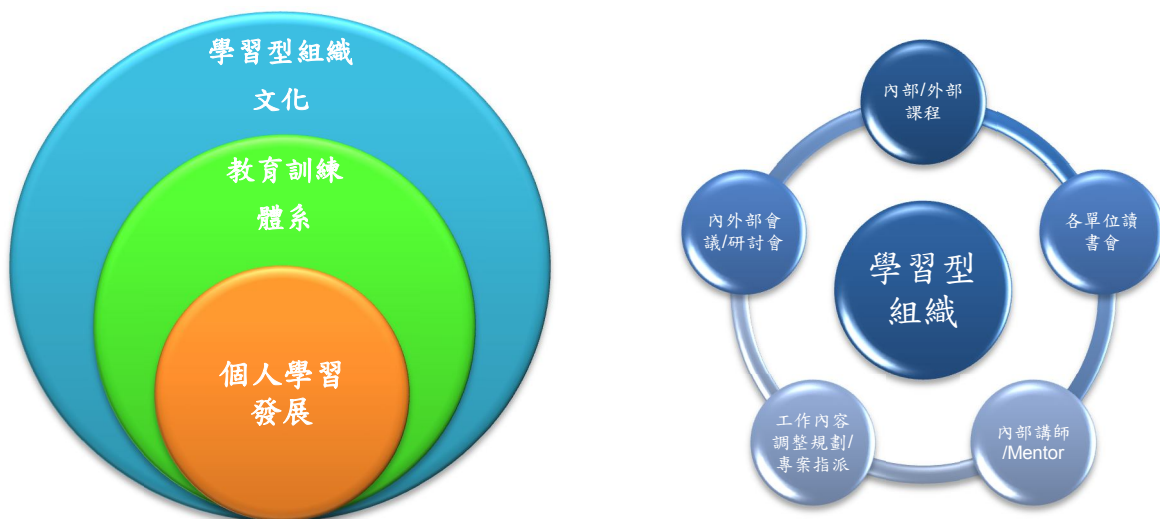 學習型組織
文化
教育訓練
體系
個人學習
發展
內部/外部
課程
各單位讀
書會
內部講師
/Mentor
工作內容
調整規劃/
專案指派
內外部會
議/研討會
學習型
組織